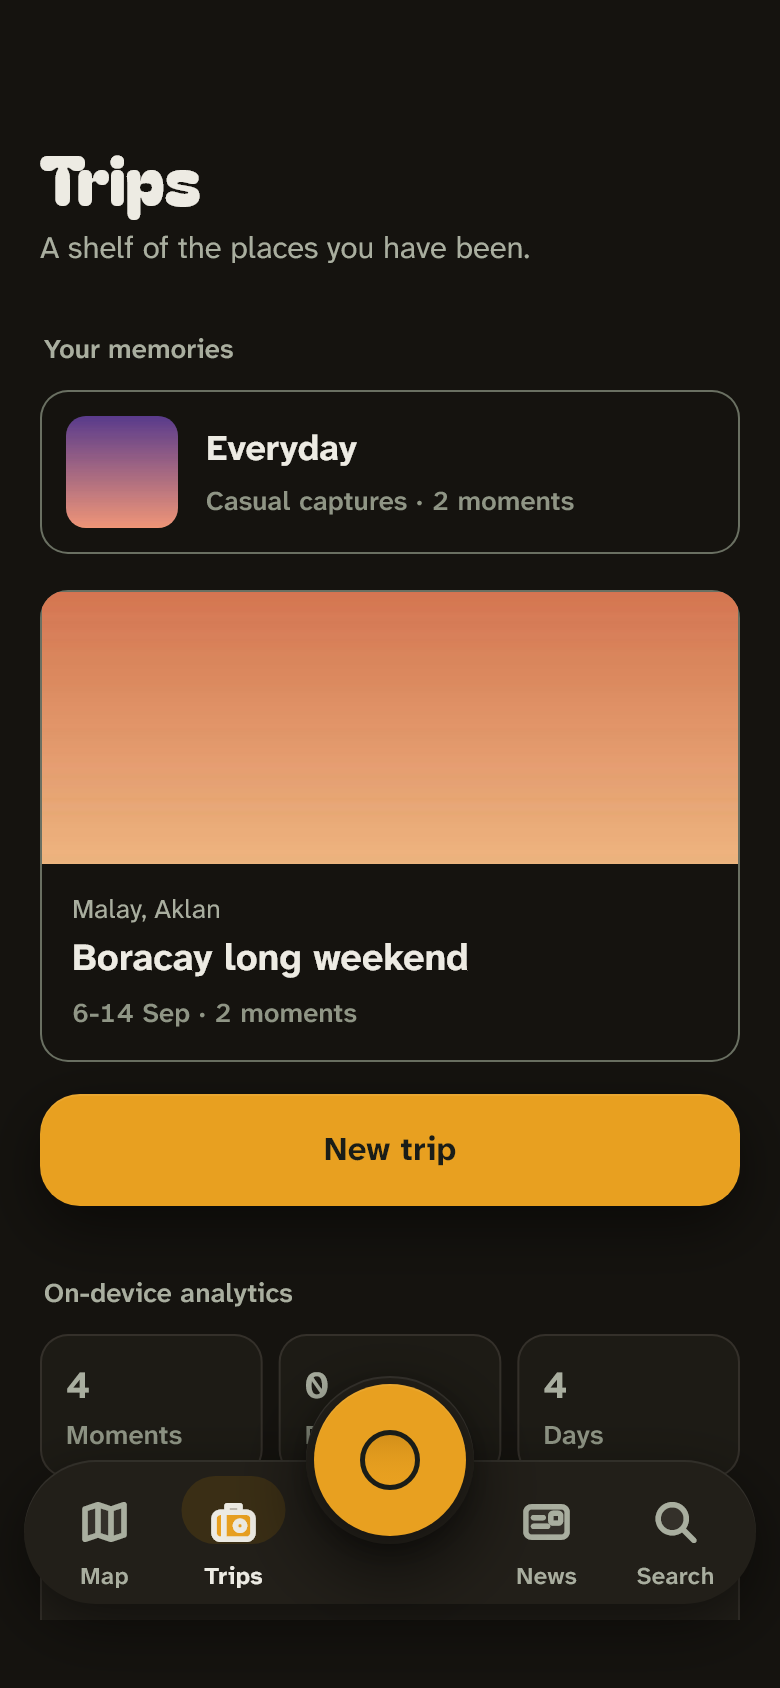 Trips
A shelf of the places you have been.
Your memories
Everyday
Casual captures · 2 moments
Malay, Aklan
Boracay long weekend
6-14 Sep · 2 moments
New trip
On-device analytics
4
0
4
Moments
Days
Map
Trips
News
Search